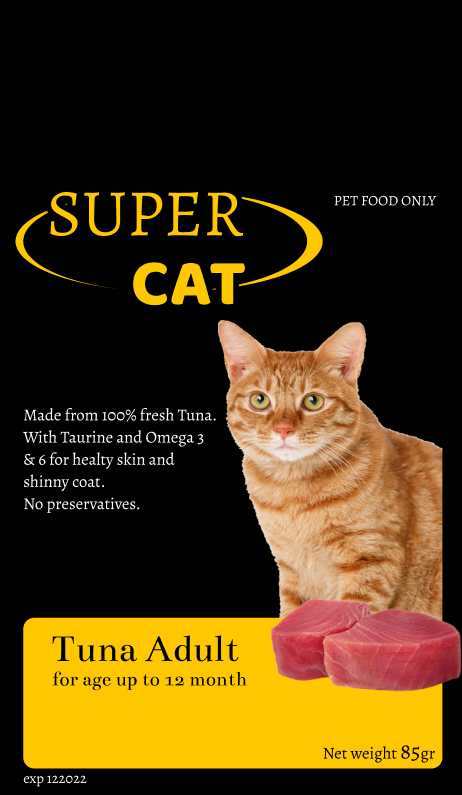 SUPER
CAT
PET FOOD ONLY
Made from 100% fresh Tuna.
With Taurine and Omega 3
& 6 for healty skin and
shinny coat.
No preservatives.
Tuna Adult
for age up to 12 month
Net weight 85gr
exp 122022